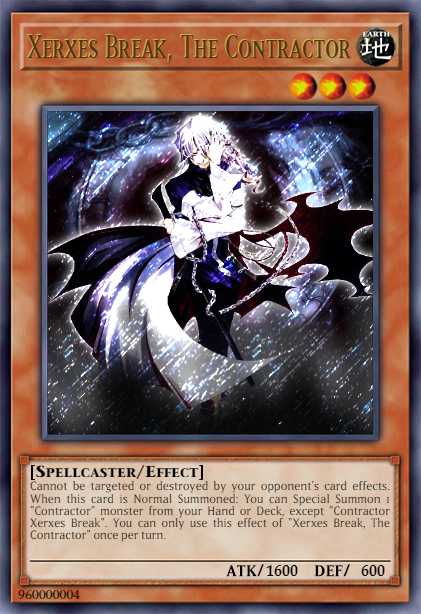 Xerxes Break, The Contractor
EARTH
地
[Spellcaster/Effect]
Cannot be targeted or destroyed by your opponent's card effects.
When this card is Normal Summoned: You can Special Summon 1
"Contractor" monster from your Hand or Deck, except "Contractor
Xerxes Break". You can only use this effect of "Xerxes Break, The
Contractor" once per turn.
ATK/1600 DEF/ 600
960000004